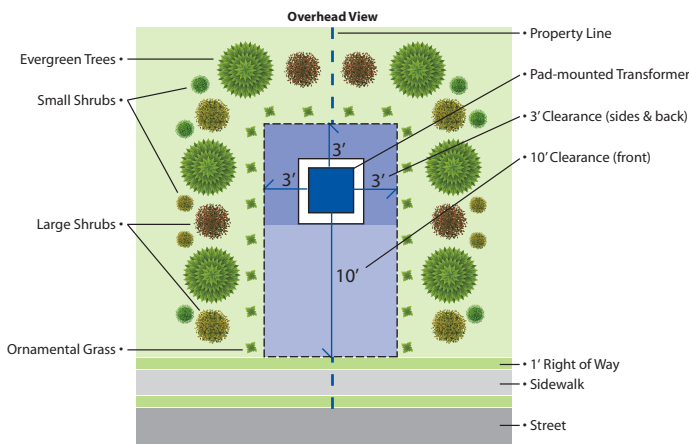 Overhead View
Evergreen Trees •
Small Shrubs •
Large Shrubs •
Ornamental Grass •
3’
3’
3’
10’
• Property Line
• Pad-mounted Transformer
• 3’ Clearance (sides & back)
• 10’ Clearance (front)
• 1’ Right of Way
• Sidewalk
• Street